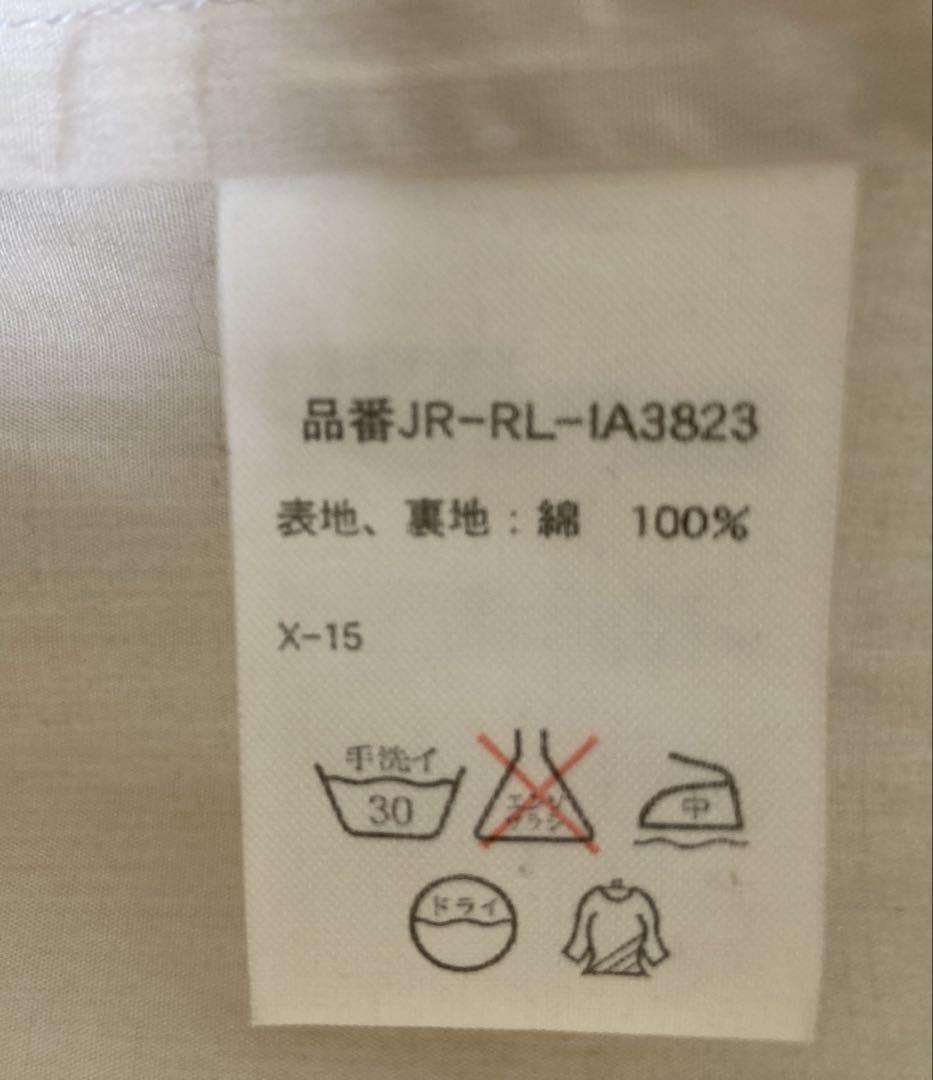 品番JR-RL-IA3823
表地、裏地：綿 100%
X-15
手洗イ
30
エンソ
サラシ
中
ドライ